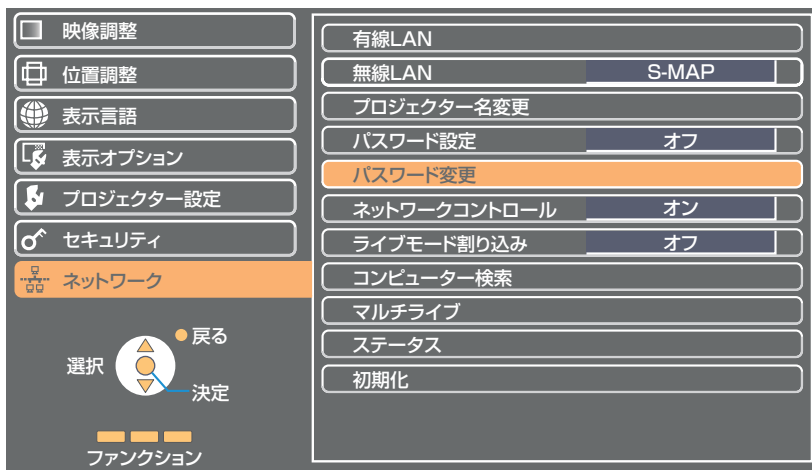 映像調整
位置調整
表示言語
表示オプション
プロジェクター設定
セキュリティ
ネットワーク
戻る
選択
決定
ファンクション
有線LAN
無線LAN S-MAP
プロジェクター名変更
パスワード設定 オフ
パスワード変更
ネットワークコントロール オン
ライブモード割り込み オフ
コンピューター検索
マルチライブ
ステータス
初期化